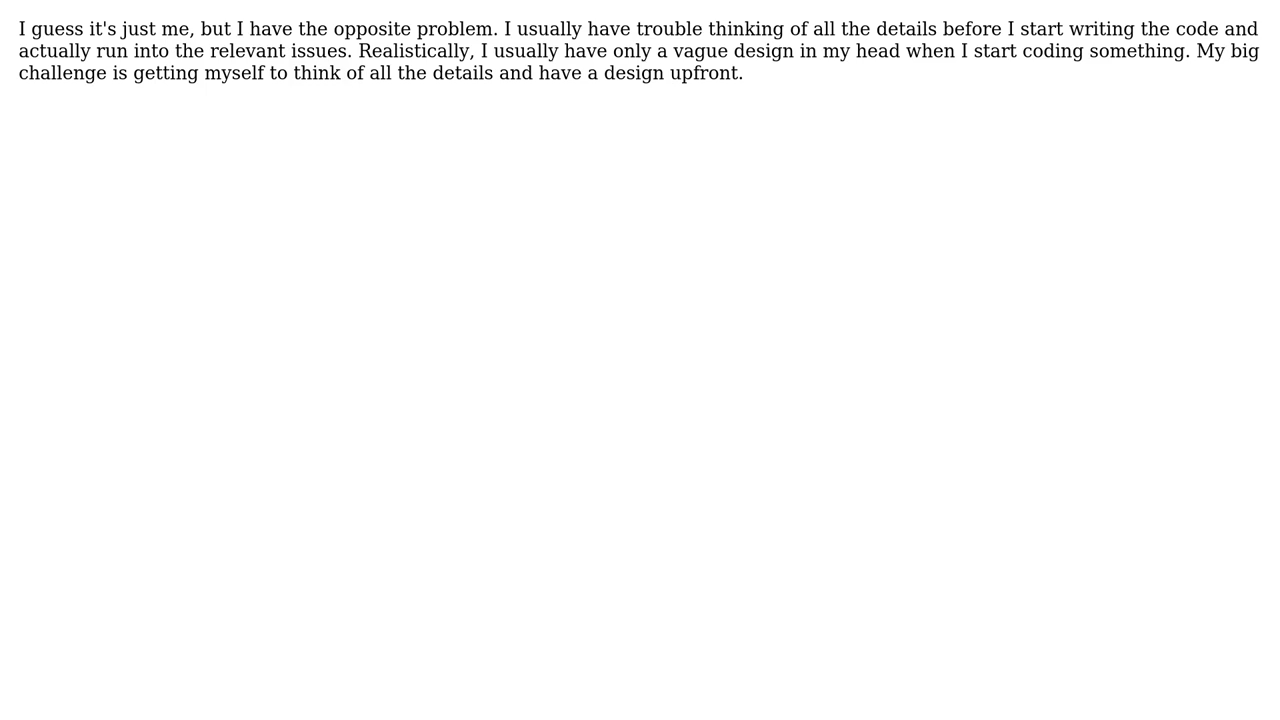 I guess it's just me, but I have the opposite problem. I usually have trouble thinking of all the details before I start writing the code and
actually run into the relevant issues. Realistically, I usually have only a vague design in my head when I start coding something. My big
challenge is getting myself to think of all the details and have a design upfront.